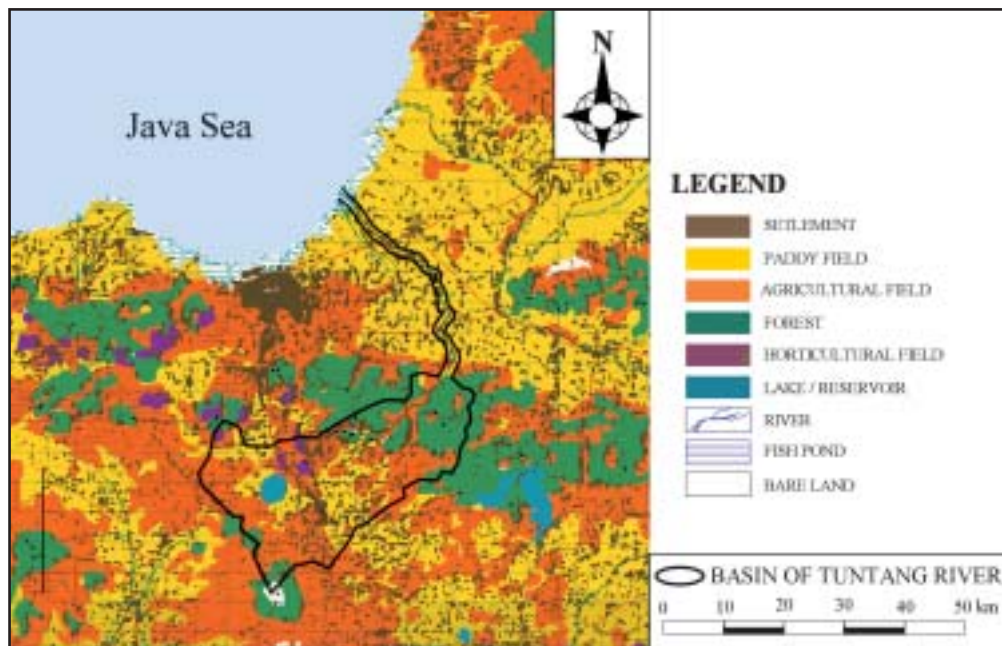 N
Java Sea
LEGEND
SETLEMENT
PADDY FIELD
AGRICULTURAL FIELD
FOREST
HORTICULTURAL FIELD
LAKE / RESERVOIR
RIVER
FISH POND
BARE LAND
BASIN OF TUNTANG RIVER
0 10 20 30 40 50 km